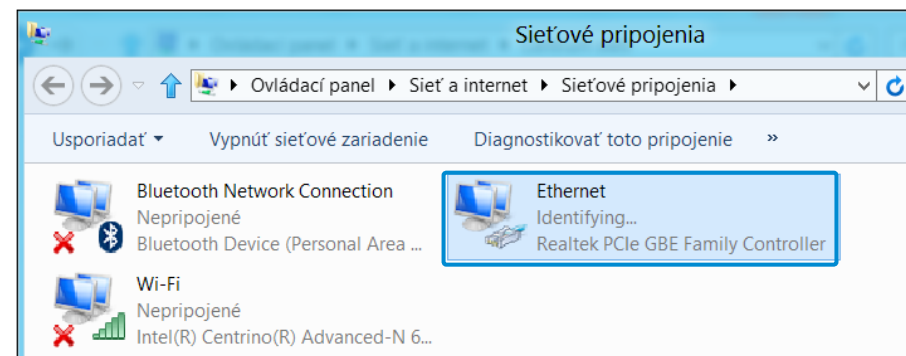 Sieťové pripojenia
Ovládací panel Sieť a internet Sieťové pripojenia
Usporiadať Vypnúť sieťové zariadenie Diagnostikovať toto pripojenie »
Bluetooth Network Connection
Nepripojené
Bluetooth Device (Personal Area ...
Ethernet
Identifying...
Realtek PCIe GBE Family Controller
Wi-Fi
Nepripojené
Intel(R) Centrino(R) Advanced-N 6...